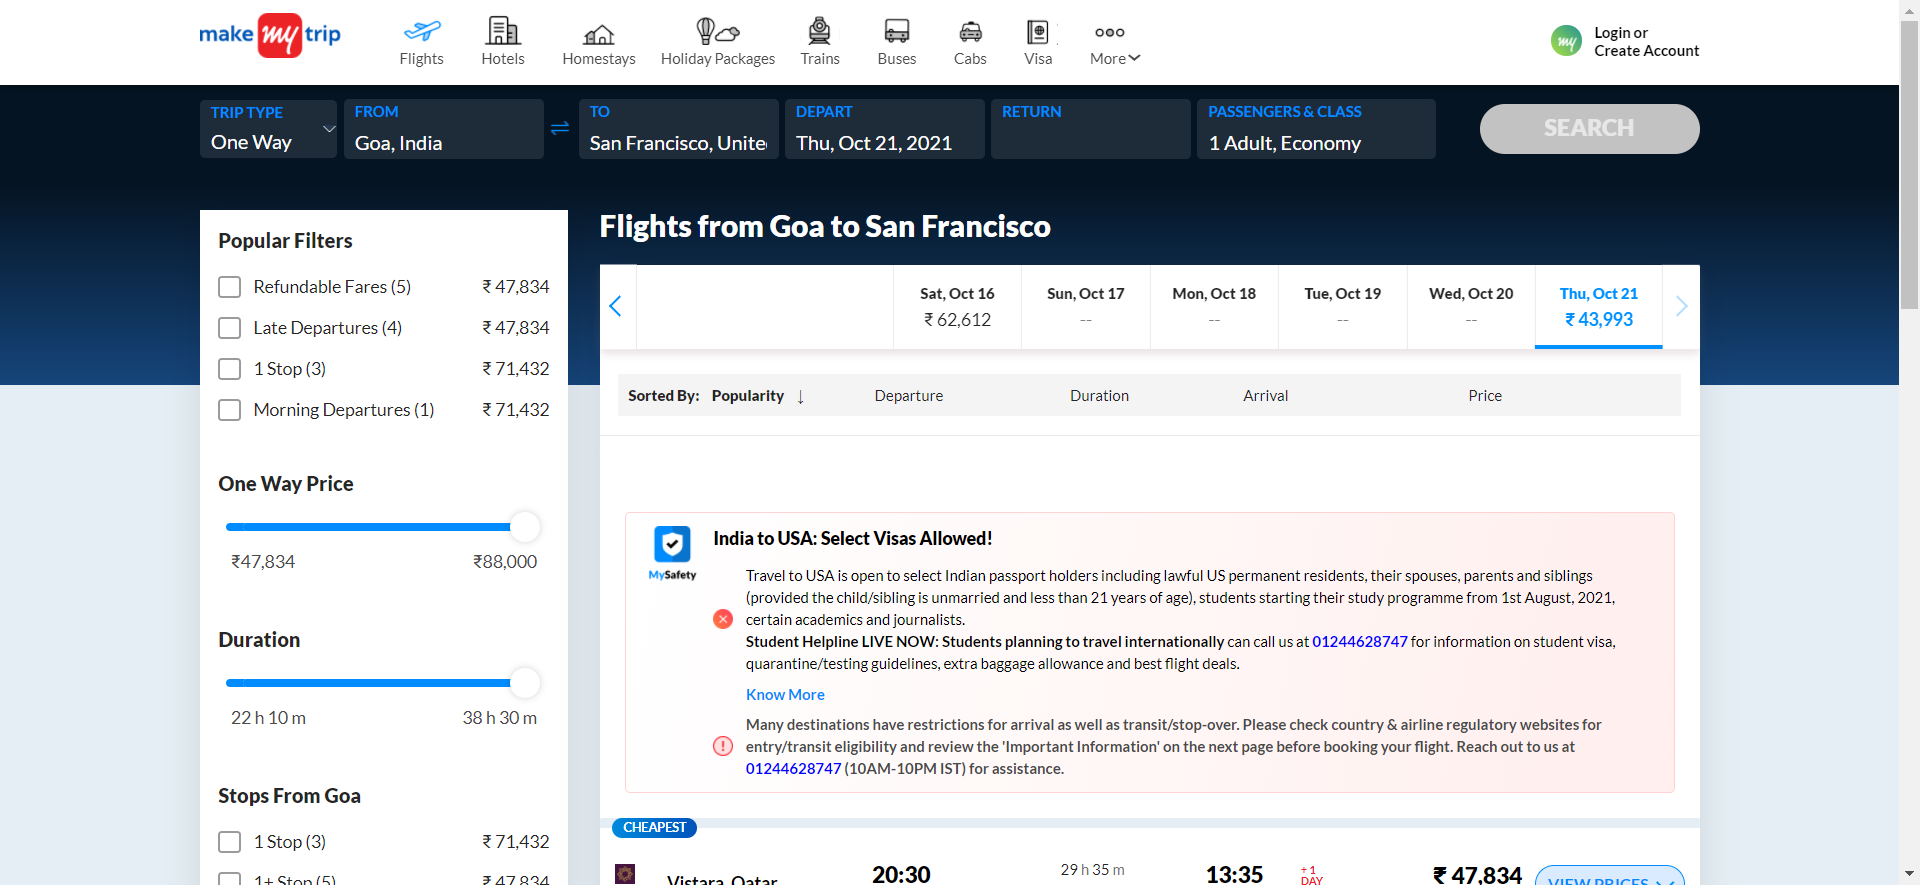 make my trip
Flights
Hotels
Homestays
Holiday Packages
Trains
Buses
Cabs
Visa
More
my
Login or
Create Account
TRIP TYPE
One Way
FROM
Goa, India
TO
San Francisco, Unite
DEPART
Thu, Oct 21, 2021
RETURN
PASSENGERS & CLASS
1 Adult, Economy
SEARCH
Popular Filters
Refundable Fares (5) ₹ 47,834
Late Departures (4) ₹ 47,834
1 Stop (3) ₹ 71,432
Morning Departures (1) ₹ 71,432
One Way Price
₹47,834 ₹88,000
Duration
22 h 10 m 38 h 30 m
Stops From Goa
1 Stop (3) ₹ 71,432
1+ Stop (5) ₹ 47,834
Flights from Goa to San Francisco
Sat, Oct 16
₹ 62,612
Sun, Oct 17
--
Mon, Oct 18
--
Tue, Oct 19
--
Wed, Oct 20
--
Thu, Oct 21
₹ 43,993
Sorted By: Popularity ↓ Departure Duration Arrival Price
MySafety
India to USA: Select Visas Allowed!
Travel to USA is open to select Indian passport holders including lawful US permanent residents, their spouses, parents and siblings
(provided the child/sibling is unmarried and less than 21 years of age), students starting their study programme from 1st August, 2021,
certain academics and journalists.
Student Helpline LIVE NOW: Students planning to travel internationally can call us at 01244628747 for information on student visa,
quarantine/testing guidelines, extra baggage allowance and best flight deals.
Know More
Many destinations have restrictions for arrival as well as transit/stop-over. Please check country & airline regulatory websites for
entry/transit eligibility and review the 'Important Information' on the next page before booking your flight. Reach out to us at
01244628747 (10AM-10PM IST) for assistance.
CHEAPEST
Vistara, Qatar 20:30 29 h 35 m 13:35 +1 DAY ₹ 47,834 VIEW PRICES